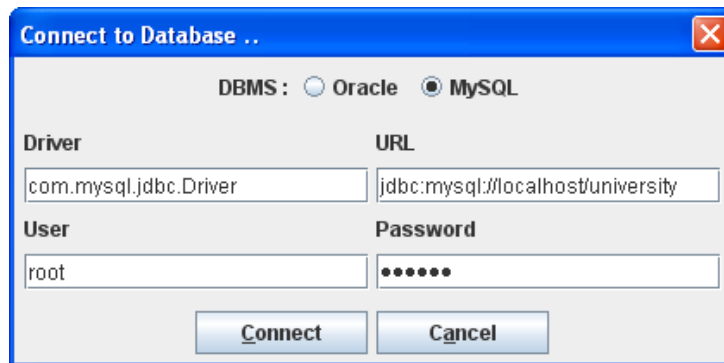 Connect to Database ..
DBMS : Oracle MySQL
Driver URL
com.mysql.jdbc.Driver jdbc:mysql://localhost/university
User Password
root ●●●●●●
Connect Cancel